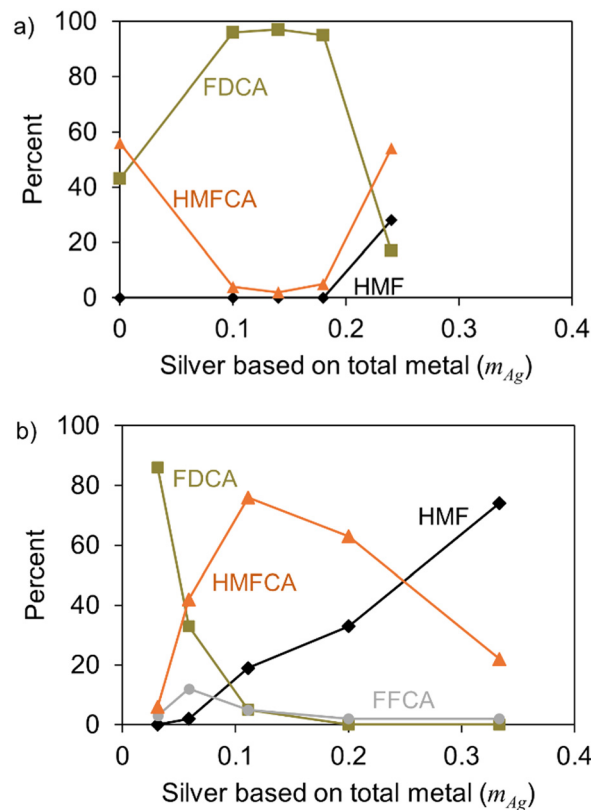 a)
100
80
60
40
20
0
Percent
FDCA
HMFCA
HMF
0
0.1
0.2
0.3
0.4
Silver based on total metal (mAg)
b)
100
80
60
40
20
0
Percent
FDCA
HMF
HMFCA
FFCA
0
0.1
0.2
0.3
0.4
Silver based on total metal (mAg)